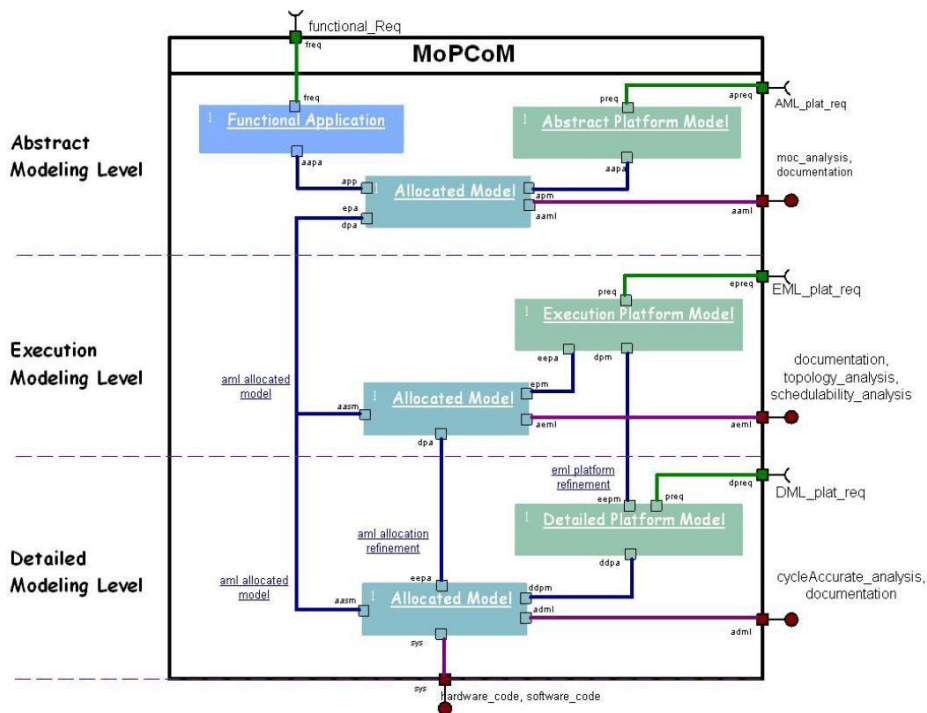 functional_Req
freq
MoPCoM
freq
preq
apreq
AML_plat_req
1 Functional Application
1 Abstract Platform Model
Abstract
Modeling Level
aapa
aapa
moc_analysis,
documentation
app
1 Allocated Model
apm
epa
aaml
aaml
dpa
epreq
preq
EML_plat_req
1 Execution Platform Model
Execution
Modeling Level
eepa
dpm
documentation,
topology_analysis,
schedulability_analysis
aml allocated
model
epm
aasm
1 Allocated Model
aeml
aeml
dpa
eml platform
refinement
dpreq
DML_plat_req
eepm
preq
1 Detailed Platform Model
aml allocation
refinement
Detailed
Modeling Level
ddpa
aml allocated
model
eepa
cycleAccurate_analysis,
documentation
ddpm
aasm
1 Allocated Model
adml
adml
sys
sys
hardware_code, software_code